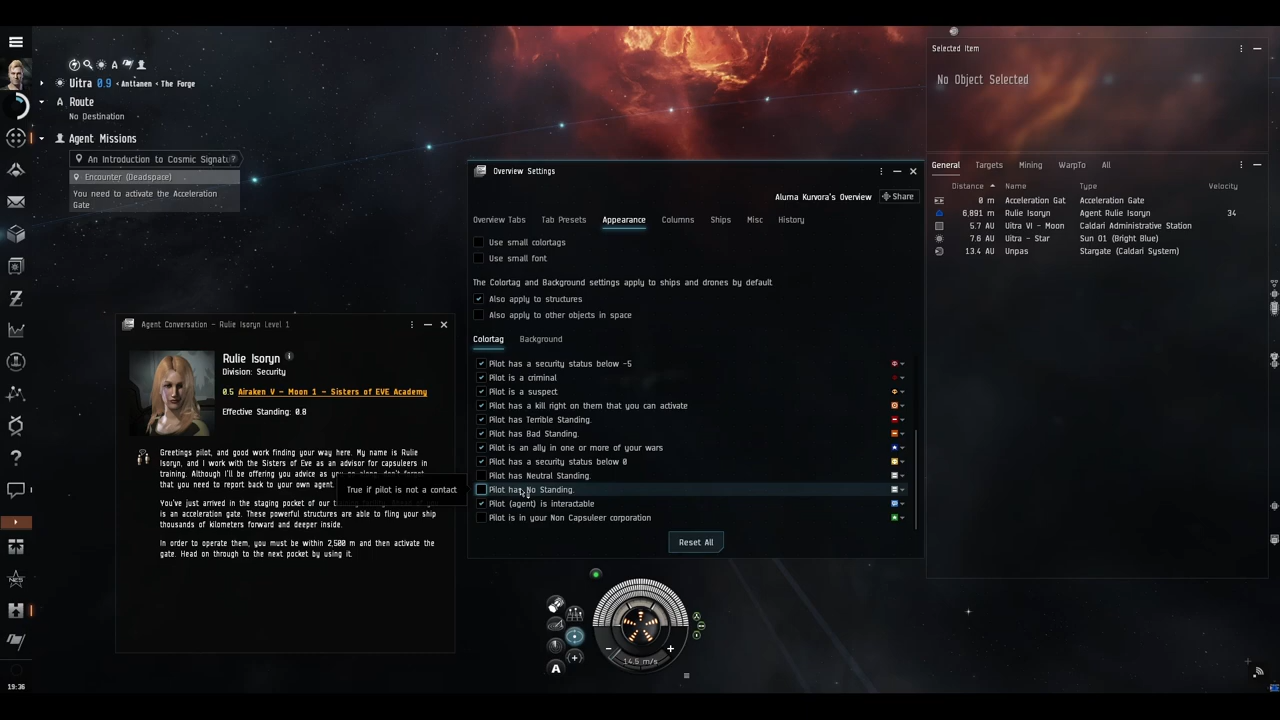 Uitra 0.9 < Anttanen < The Forge
Route
No Destination
Agent Missions
An Introduction to Cosmic Signatu
?
Encounter (Deadspace)
You need to activate the Acceleration
Gate
Agent Conversation - Rulie Isoryn Level 1
Rulie Isoryn
Division: Security
0.5 Airaken V - Moon 1 - Sisters of EVE Academy
Effective Standing: 0.8
Greetings pilot, and good work finding your way here. My name is Rulie
Isoryn, and I work with the Sisters of Eve as an advisor for capsuleers in
training. Although I'll be offering you advice as
that you need to report back to your own agent
You've just arrived in the staging pocket of our
is an acceleration gate. These powerful structures are able to fling your ship
thousands of kilometers forward and deeper inside.
In order to operate them, you must be within 2,500 m and then activate the
gate. Head on through to the next pocket by using it.
True if pilot is not a contact
Overview Settings
Aluma Kurvora's Overview
Share
Overview Tabs Tab Presets Appearance Columns Ships Misc History
Use small colortags
Use small font
The Colortag and Background settings apply to ships and drones by default
Also apply to structures
Also apply to other objects in space
Colortag Background
Pilot has a security status below -5
Pilot is a criminal
Pilot is a suspect
Pilot has a kill right on them that you can activate
Pilot has Terrible Standing.
Pilot has Bad Standing.
Pilot is an ally in one or more of your wars
Pilot has a security status below 0
Pilot has Neutral Standing.
Pilot has No Standing.
Pilot (agent) is interactable
Pilot is in your Non Capsuleer corporation
Reset All
Selected Item
No Object Selected
General Targets Mining WarpTo All
Distance Name Type Velocity
0 m Acceleration Gat Acceleration Gate
6,891 m Rulie Isoryn Agent Rulie Isoryn 34
5.7 AU Uitra VI - Moon Caldari Administrative Station
7.6 AU Uitra - Star Sun 01 (Bright Blue)
13.4 AU Unpas Stargate (Caldari System)
14.5 m/s
A
NES
19:36